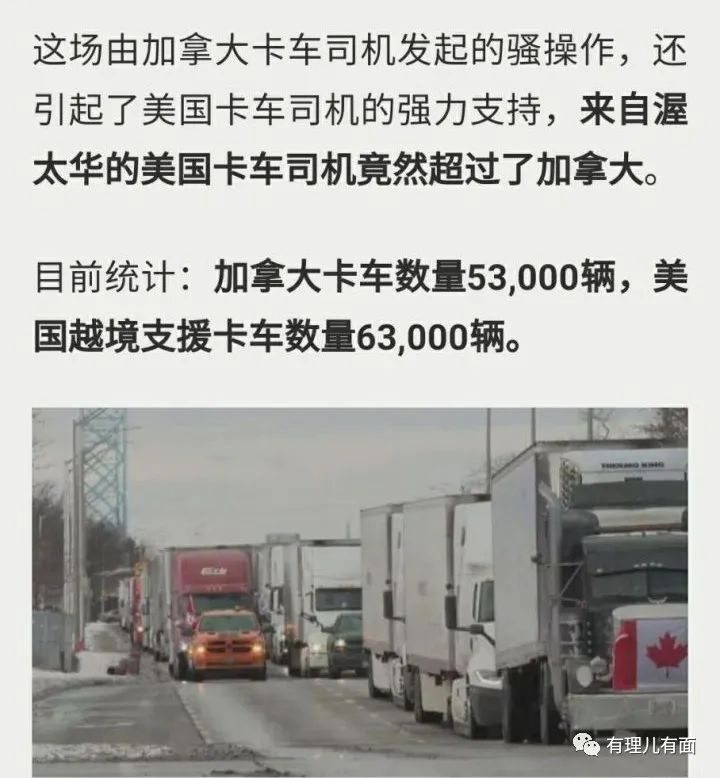 这场由加拿大卡车司机发起的骚操作，还
引起了美国卡车司机的强力支持，来自渥
太华的美国卡车司机竟然超过了加拿大。
目前统计：加拿大卡车数量53,000辆，美
国越境支援卡车数量63,000辆。
THERMO KING
有理儿有面